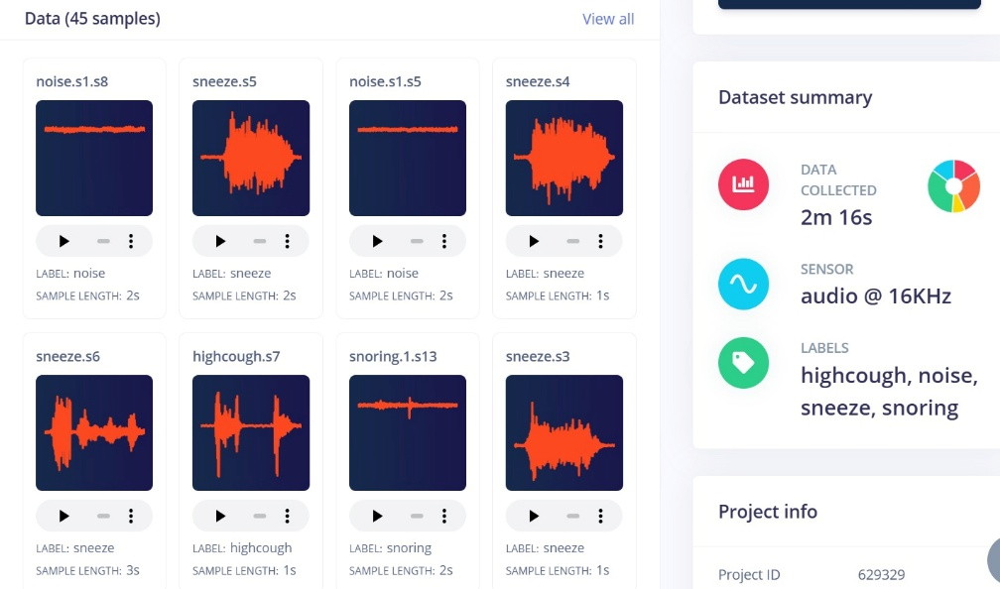 Data (45 samples)
View all
noise.s1.s8
sneeze.s5
noise.s1.s5
sneeze.s4
LABEL: noise
LABEL: sneeze
LABEL: noise
LABEL: sneeze
SAMPLE LENGTH: 2s
SAMPLE LENGTH: 2s
SAMPLE LENGTH: 2s
SAMPLE LENGTH: 1s
sneeze.s6
highcough.s7
snoring.1.s13
sneeze.s3
LABEL: sneeze
LABEL: highcough
LABEL: snoring
LABEL: sneeze
SAMPLE LENGTH: 3s
SAMPLE LENGTH: 1s
SAMPLE LENGTH: 2s
SAMPLE LENGTH: 1s
Dataset summary
DATA
COLLECTED
2m 16s
SENSOR
audio @ 16KHz
LABELS
highcough, noise,
sneeze, snoring
Project info
Project ID
629329